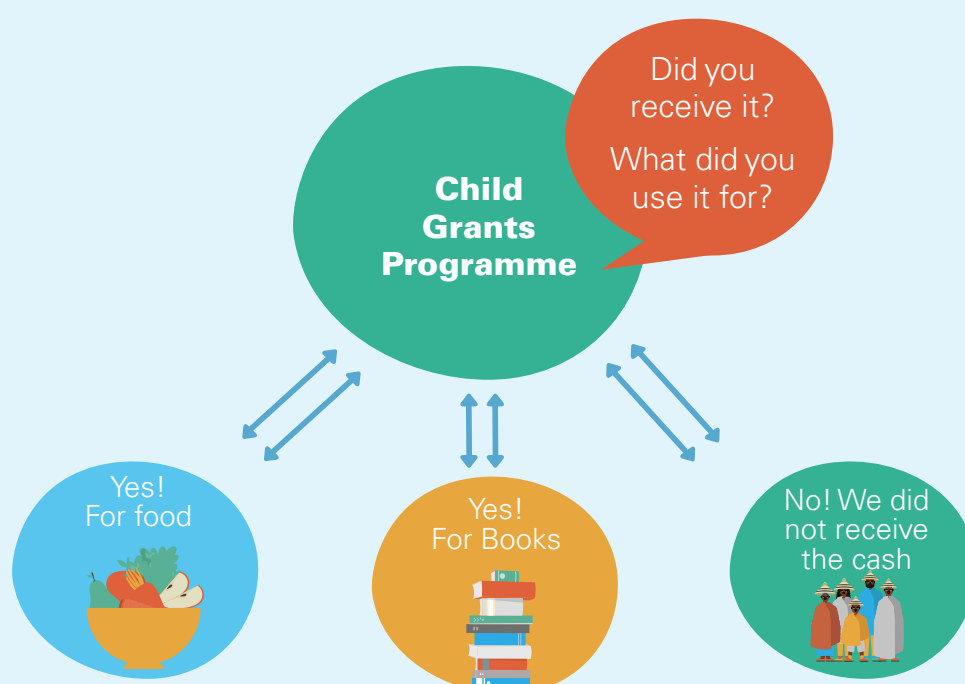 Did you
receive it?
What did you
use it for?
Child
Grants
Programme
Yes!
For food
Yes!
For Books
No! We did
not receive
the cash